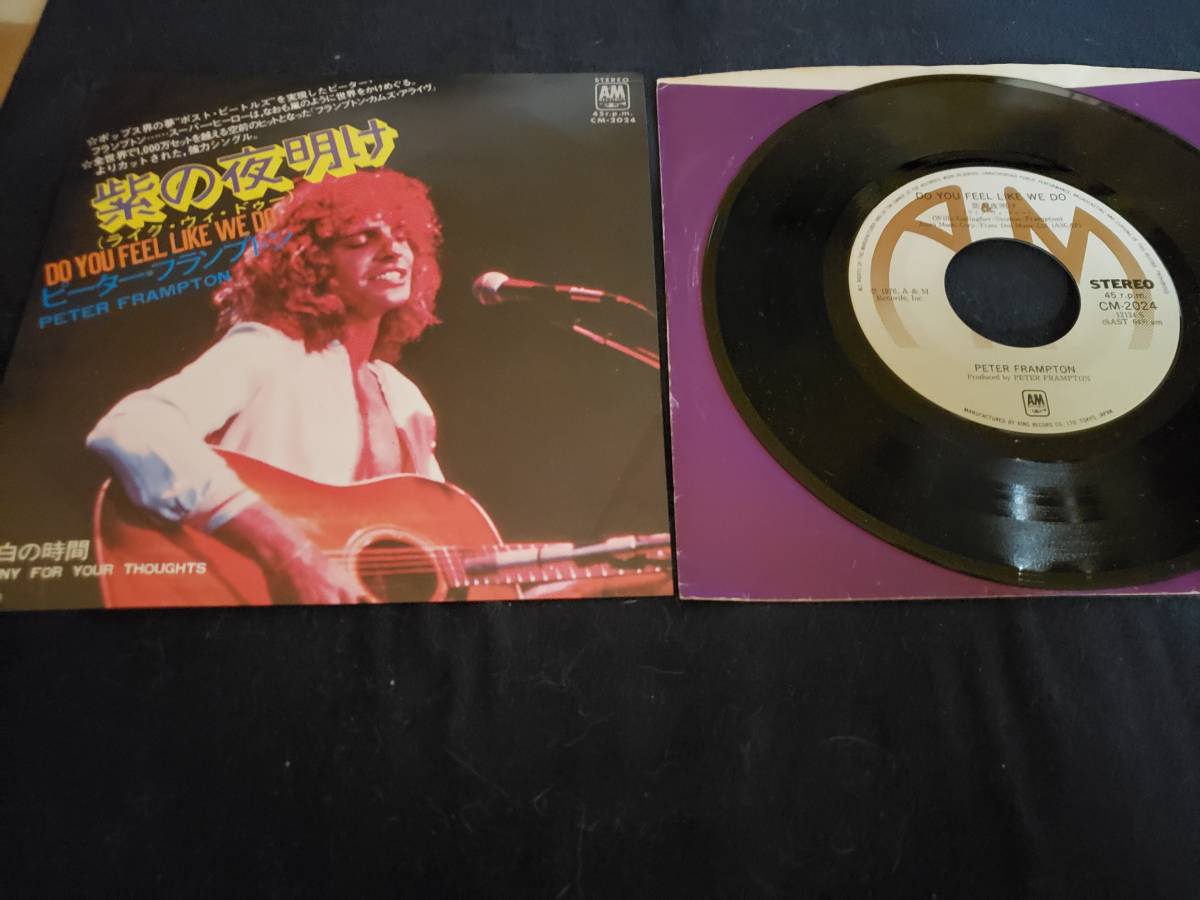 ☆ポップス界の夢"ポスト・ビートルズ"を実現したピーター・
フランプトン……スーパー・ヒーローは、なおも嵐のように世界をかけめぐる。
☆全世界で1,000万セットを越える空前のヒットとなった「フランプトン・カムズ・アライヴ」
よりカットされた、強力シングル。
紫の夜明け
(ライク・ウィ・ドゥー)
DO YOU FEEL LIKE WE DO
ピーター・フランプトン
PETER FRAMPTON
STEREO
AM
45 r.p.m.
CM-2024
白の時間
NY FOR YOUR THOUGHTS
DO YOU FEEL LIKE WE DO
STEREO
45 r.p.m.
CM-2024
℗ 1976, A & M
Records, Inc.
PETER FRAMPTON
Produced by PETER FRAMPTON
AM
MANUFACTURED BY KING RECORD CO. LTD. TOKYO, JAPAN